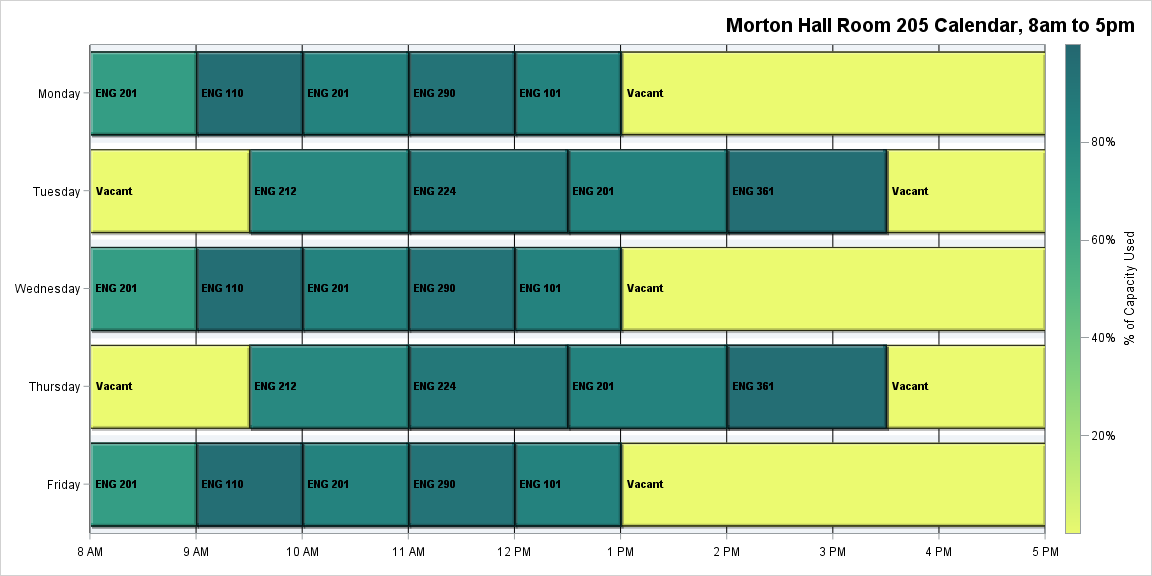 Morton Hall Room 205 Calendar, 8am to 5pm
Monday
ENG 201
ENG 110
ENG 201
ENG 290
ENG 101
Vacant
Tuesday
Vacant
ENG 212
ENG 224
ENG 201
ENG 361
Vacant
Wednesday
ENG 201
ENG 110
ENG 201
ENG 290
ENG 101
Vacant
Thursday
Vacant
ENG 212
ENG 224
ENG 201
ENG 361
Vacant
Friday
ENG 201
ENG 110
ENG 201
ENG 290
ENG 101
Vacant
8 AM
9 AM
10 AM
11 AM
12 PM
1 PM
2 PM
3 PM
4 PM
5 PM
80%
60%
40%
20%
% of Capacity Used